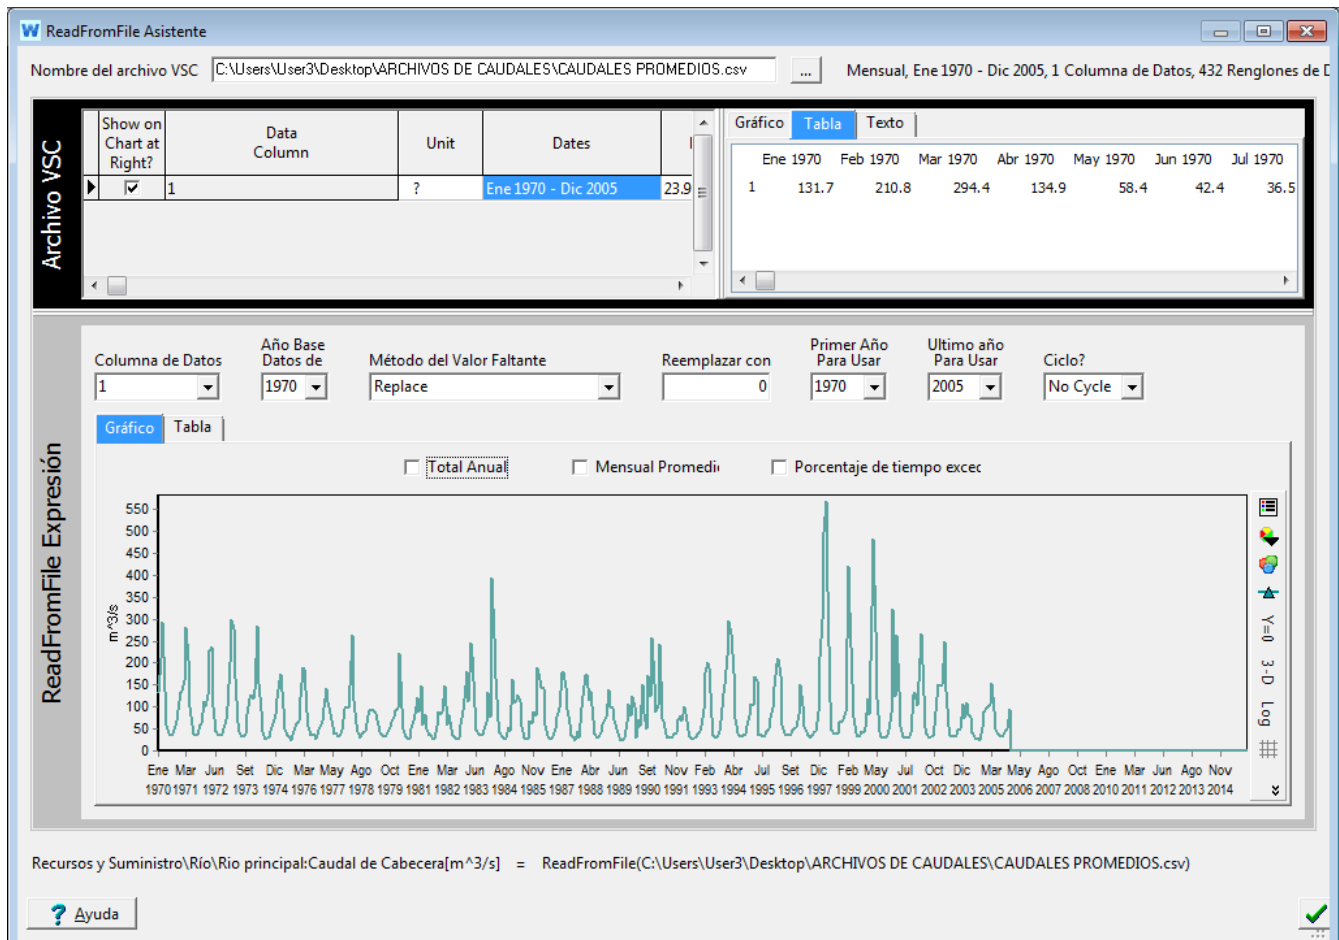 W ReadFromFile Asistente
Nombre del archivo VSC C:\Users\User3\Desktop\ARCHIVOS DE CAUDALES\CAUDALES PROMEDIOS.csv ... Mensual, Ene 1970 - Dic 2005, 1 Columna de Datos, 432 Renglones de
Archivo VSC
Show on Chart at Right? Data Column Unit Dates
1 ? Ene 1970 - Dic 2005 23.9
Gráfico Tabla Texto
Ene 1970 Feb 1970 Mar 1970 Abr 1970 May 1970 Jun 1970 Jul 1970
1 131.7 210.8 294.4 134.9 58.4 42.4 36.5
ReadFromFile Expresión
Columna de Datos Año Base Datos de Método del Valor Faltante Reemplazar con Primer Año Para Usar Ultimo año Para Usar Ciclo?
1 1970 Replace 0 1970 2005 No Cycle
Gráfico Tabla
Total Anual Mensual Promedi Porcentaje de tiempo excec
m^3/s
550
500
450
400
350
300
250
200
150
100
50
0
Y=0
3-D
Log
Ene Mar Jun Set Dic Mar May Ago Oct Ene Mar Jun Ago Nov Ene Abr Jun Set Nov Feb Abr Jul Set Dic Feb May Jul Oct Dic Mar May Ago Oct Ene Mar Jun Ago Nov
1970 1971 1972 1973 1974 1976 1977 1978 1979 1981 1982 1983 1984 1985 1987 1988 1989 1990 1991 1993 1994 1995 1996 1997 1999 2000 2001 2002 2003 2005 2006 2007 2008 2010 2011 2012 2013 2014
Recursos y Suministro\Río\Rio principal:Caudal de Cabecera[m^3/s] = ReadFromFile(C:\Users\User3\Desktop\ARCHIVOS DE CAUDALES\CAUDALES PROMEDIOS.csv)
? Ayuda